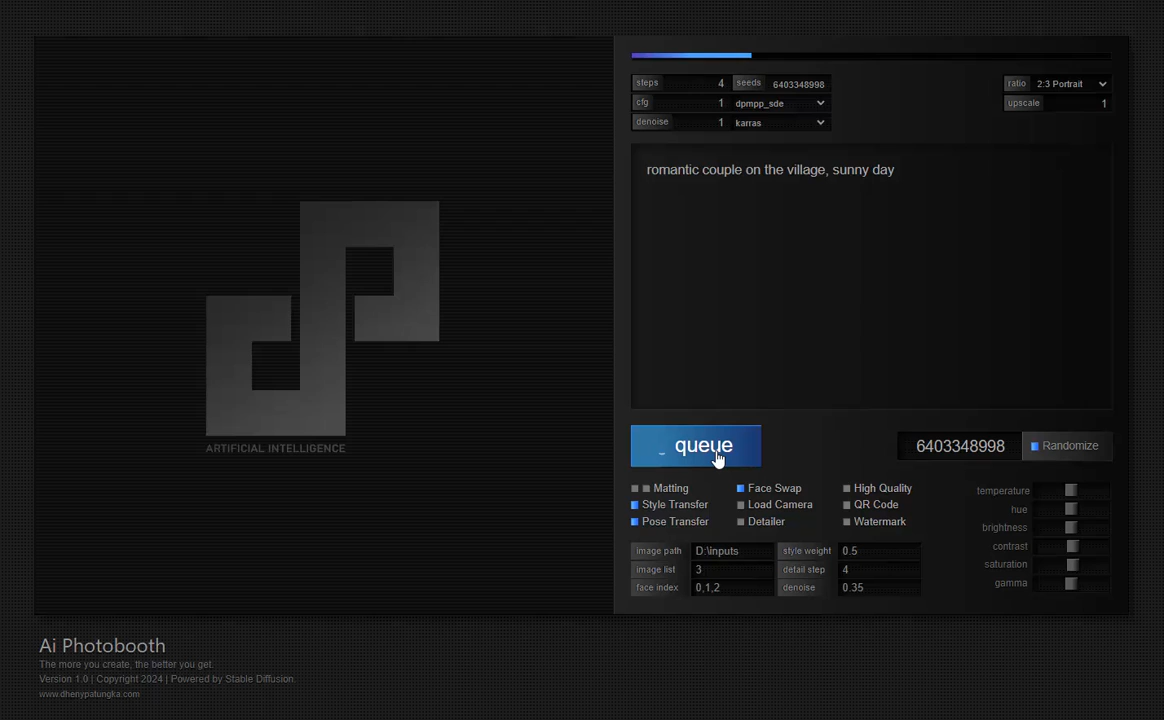 steps 4 seeds 6403348998
ratio 2:3 Portrait
cfg 1 dpmpp_sde
upscale 1
denoise 1 karras
romantic couple on the village, sunny day
ARTIFICIAL INTELLIGENCE
queue
6403348998 Randomize
Matting Face Swap High Quality
Style Transfer Load Camera QR Code
Pose Transfer Detailer Watermark
temperature
hue
brightness
contrast
saturation
gamma
image path D:\inputs style weight 0.5
image list 3 detail step 4
face index 0,1,2 denoise 0.35
Ai Photobooth
The more you create, the better you get.
Version 1.0 | Copyright 2024 | Powered by Stable Diffusion.
www.dhenypatungka.com